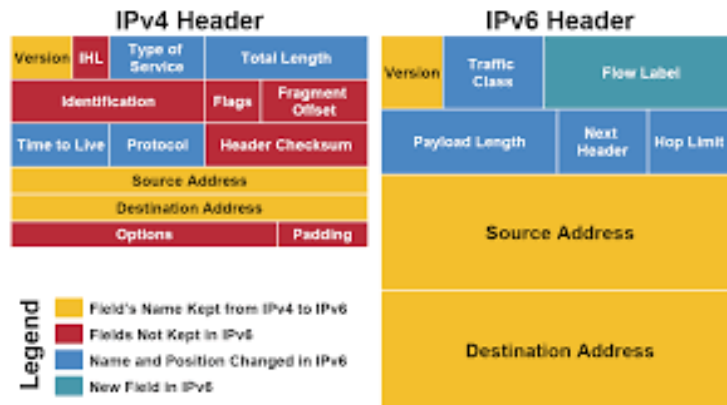 IPv4 Header
IPv6 Header
Version IHL Type of Service Total Length
Identification Flags Fragment Offset
Time to Live Protocol Header Checksum
Source Address
Destination Address
Options Padding
Version Traffic Class Flow Label
Payload Length Next Header Hop Limit
Source Address
Destination Address
Legend
Field's Name Kept from IPv4 to IPv6
Fields Not Kept in IPv6
Name and Position Changed in IPv6
New Field in IPv6